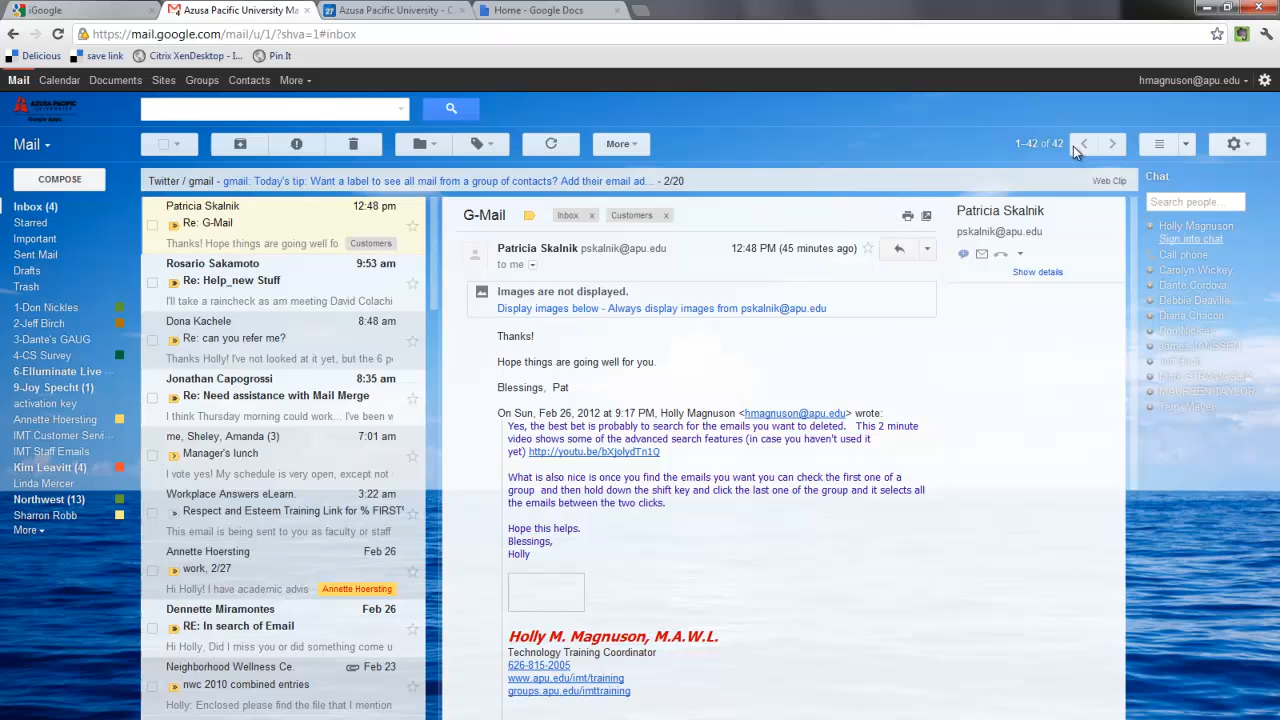 iGoogle
Azusa Pacific University Ma
Azusa Pacific University - C
Home - Google Docs
https://mail.google.com/mail/u/1/?shva=1#inbox
Delicious
save link
Citrix XenDesktop - I...
Pin It
Mail Calendar Documents Sites Groups Contacts More
hmagnuson@apu.edu
AZUSA PACIFIC
UNIVERSITY
Google Apps
Mail
More
1–42 of 42
COMPOSE
Inbox (4)
Starred
Important
Sent Mail
Drafts
Trash
1-Don Nickles
2-Jeff Birch
3-Dante's GAUG
4-CS Survey
6-Elluminate Live ...
9-Joy Specht (1)
activation key
Annette Hoersting
IMT Customer Servi...
IMT Staff Emails
Kim Leavitt (4)
Linda Mercer
Northwest (13)
Sharron Robb
More
Twitter / gmail - gmail: Today's tip: Want a label to see all mail from a group of contacts? Add their email ad... - 2/20
Web Clip
Patricia Skalnik 12:48 pm
Re: G-Mail
Thanks! Hope things are going well fo Customers
Rosario Sakamoto 9:53 am
Re: Help_new Stuff
I'll take a raincheck as am meeting David Colachi
Dona Kachele 8:48 am
Re: can you refer me?
Thanks Holly! I've not looked at it yet, but the 6 p
Jonathan Capogrossi 8:35 am
Re: Need assistance with Mail Merge
I think Thursday morning could work... I've been w
me, Sheley, Amanda (3) 7:01 am
Manager's lunch
I vote yes! My schedule is very open, except not
Workplace Answers eLearn. 3:22 am
Respect and Esteem Training Link for % FIRST
This email is being sent to you as faculty or staff
Annette Hoersting Feb 26
work, 2/27
Hi Holly! I have academic advis Annette Hoersting
Dennette Miramontes Feb 26
RE: In search of Email
Hi Holly, Did I miss you or did something come u
Neighborhood Wellness Ce. Feb 23
nwc 2010 combined entries
Holly: Enclosed please find the file that I mention
G-Mail Inbox x Customers x
Patricia Skalnik pskalnik@apu.edu 12:48 PM (45 minutes ago)
to me
Images are not displayed.
Display images below - Always display images from pskalnik@apu.edu
Thanks!
Hope things are going well for you.
Blessings, Pat
On Sun, Feb 26, 2012 at 9:17 PM, Holly Magnuson <hmagnuson@apu.edu> wrote:
Yes, the best bet is probably to search for the emails you want to deleted. This 2 minute
video shows some of the advanced search features (in case you haven't used it
yet) http://youtu.be/bXjolydTn1Q
What is also nice is once you find the emails you want you can check the first one of a
group and then hold down the shift key and click the last one of the group and it selects all
the emails between the two clicks.
Hope this helps.
Blessings,
Holly
Holly M. Magnuson, M.A.W.L.
Technology Training Coordinator
626-815-2005
www.apu.edu/imt/training
groups.apu.edu/imttraining
Patricia Skalnik
pskalnik@apu.edu
Show details
Chat
Search people...
Holly Magnuson
Sign into chat
Call phone
Carolyn Wickey
Dante Cordova
Debbie Deaville
Diana Chacon
Don Nickles
James JANSSEN
Jeff Birch